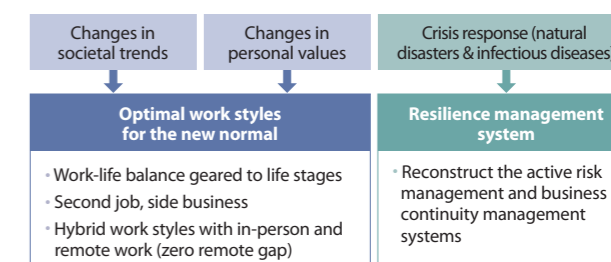 Changes in
societal trends
Changes in
personal values
Crisis response (natural
disasters & infectious diseases)
Optimal work styles
for the new normal
Resilience management
system
• Work-life balance geared to life stages
• Second job, side business
• Hybrid work styles with in-person and
remote work (zero remote gap)
• Reconstruct the active risk
management and business
continuity management
systems